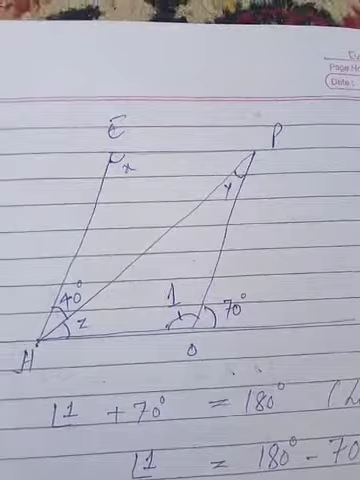 Page No
Date:
E P
x
y
40°
z
1
70°
H O
∠1 + 70° = 180°
∠1 = 180° - 70